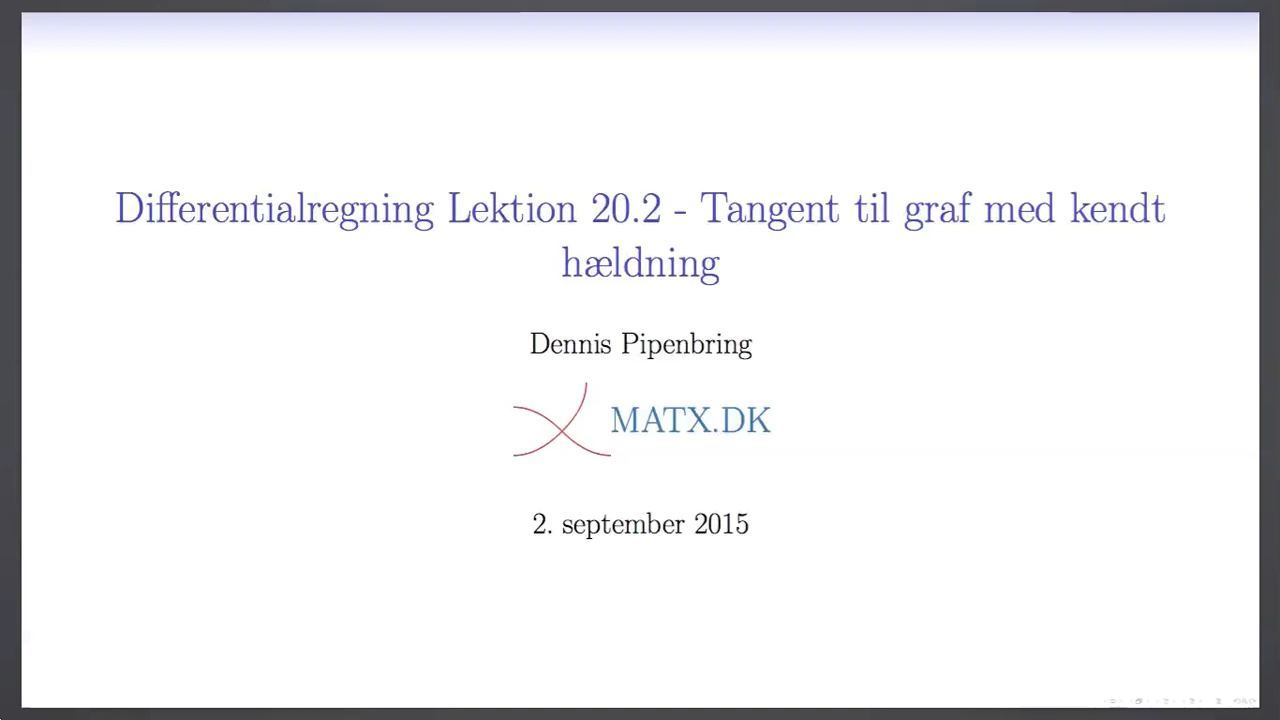 Differentialregning Lektion 20.2 - Tangent til graf med kendt
hældning
Dennis Pipenbring
MATX.DK
2. september 2015